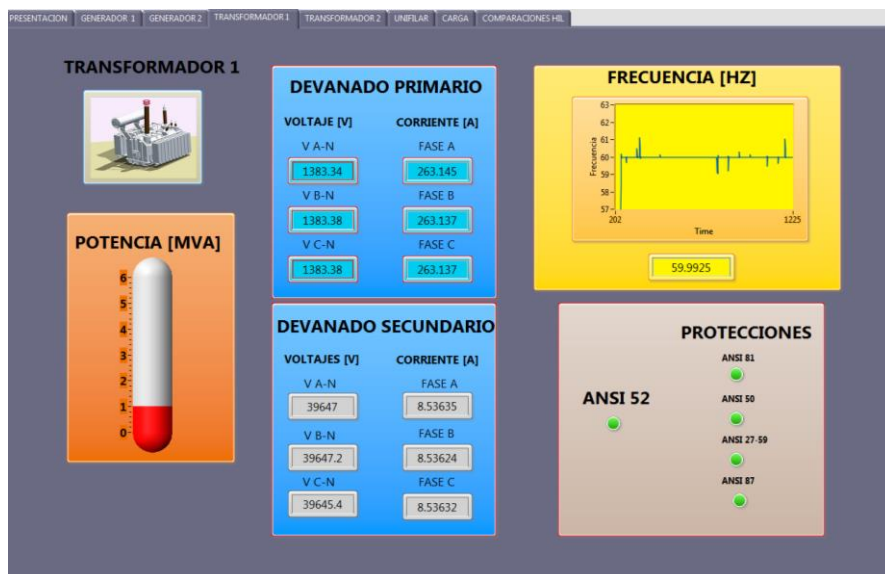 PRESENTACION GENERADOR 1 GENERADOR 2 TRANSFORMADOR 1 TRANSFORMADOR 2 UNIFILAR CARGA COMPARACIONES HIL
TRANSFORMADOR 1
POTENCIA [MVA]
6
5
4
3
2
1
0
DEVANADO PRIMARIO
VOLTAJE [V] CORRIENTE [A]
V A-N FASE A
1383.34 263.145
V B-N FASE B
1383.38 263.137
V C-N FASE C
1383.38 263.137
DEVANADO SECUNDARIO
VOLTAJES [V] CORRIENTE [A]
V A-N FASE A
39647 8.53635
V B-N FASE B
39647.2 8.53624
V C-N FASE C
39645.4 8.53632
FRECUENCIA [HZ]
Frecuencia
63
62
61
60
59
58
57
202 1225
Time
59.9925
PROTECCIONES
ANSI 81
ANSI 52
ANSI 50
ANSI 27-59
ANSI 87